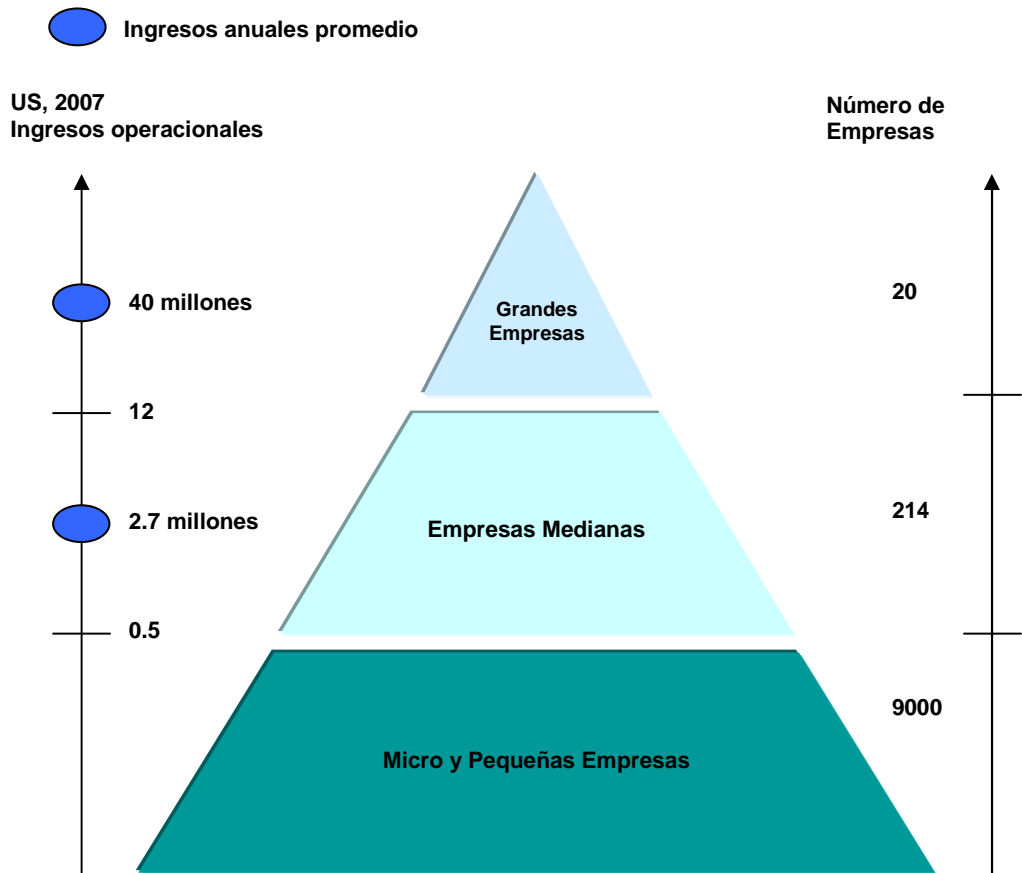 Ingresos anuales promedio
US, 2007
Ingresos operacionales
Número de
Empresas
40 millones
Grandes
Empresas
20
12
2.7 millones
Empresas Medianas
214
0.5
9000
Micro y Pequeñas Empresas